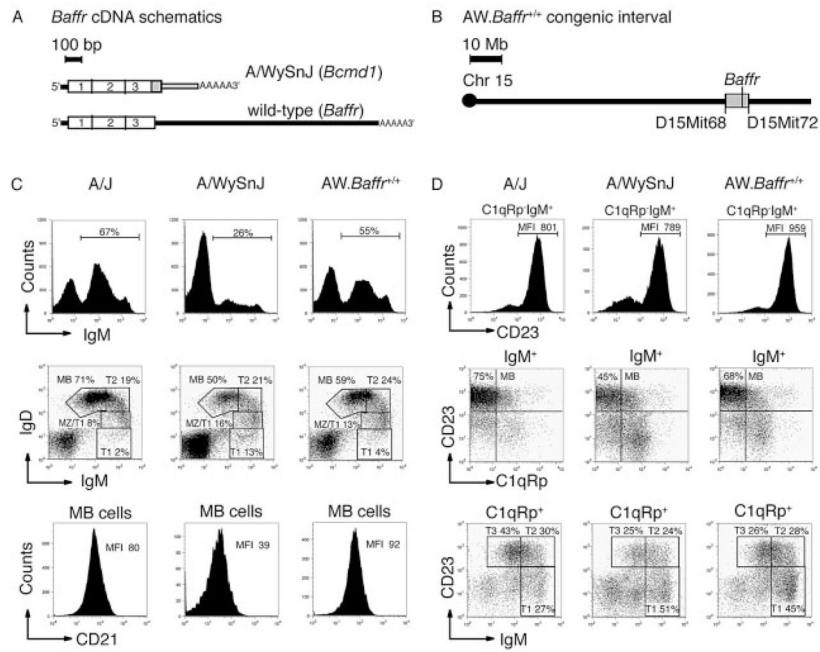 A Baffr cDNA schematics
100 bp
A/WySnJ (Bcmd1)
5' 1 2 3 AAAAA3'
wild-type (Baffr)
5' 1 2 3 AAAAA3'
B AW.Baffr+/+ congenic interval
10 Mb
Chr 15
Baffr
D15Mit68 D15Mit72
C A/J A/WySnJ AW.Baffr+/+
67% 26% 55%
Counts
IgM
MB 71% T2 19% MB 50% T2 21% MB 59% T2 24%
MZ/T1 8% MZ/T1 16% MZ/T1 13%
T1 2% T1 13% T1 4%
IgD
IgM
MB cells MB cells MB cells
MFI 80 MFI 39 MFI 92
Counts
CD21
D A/J A/WySnJ AW.Baffr+/+
C1qRp-IgM+ C1qRp-IgM+ C1qRp-IgM+
MFI 801 MFI 789 MFI 959
Counts
CD23
IgM+ IgM+ IgM+
75% MB 45% MB 68% MB
CD23
C1qRp
C1qRp+ C1qRp+ C1qRp+
T3 43% T2 30% T3 25% T2 24% T3 26% T2 28%
T1 27% T1 51% T1 45%
CD23
IgM